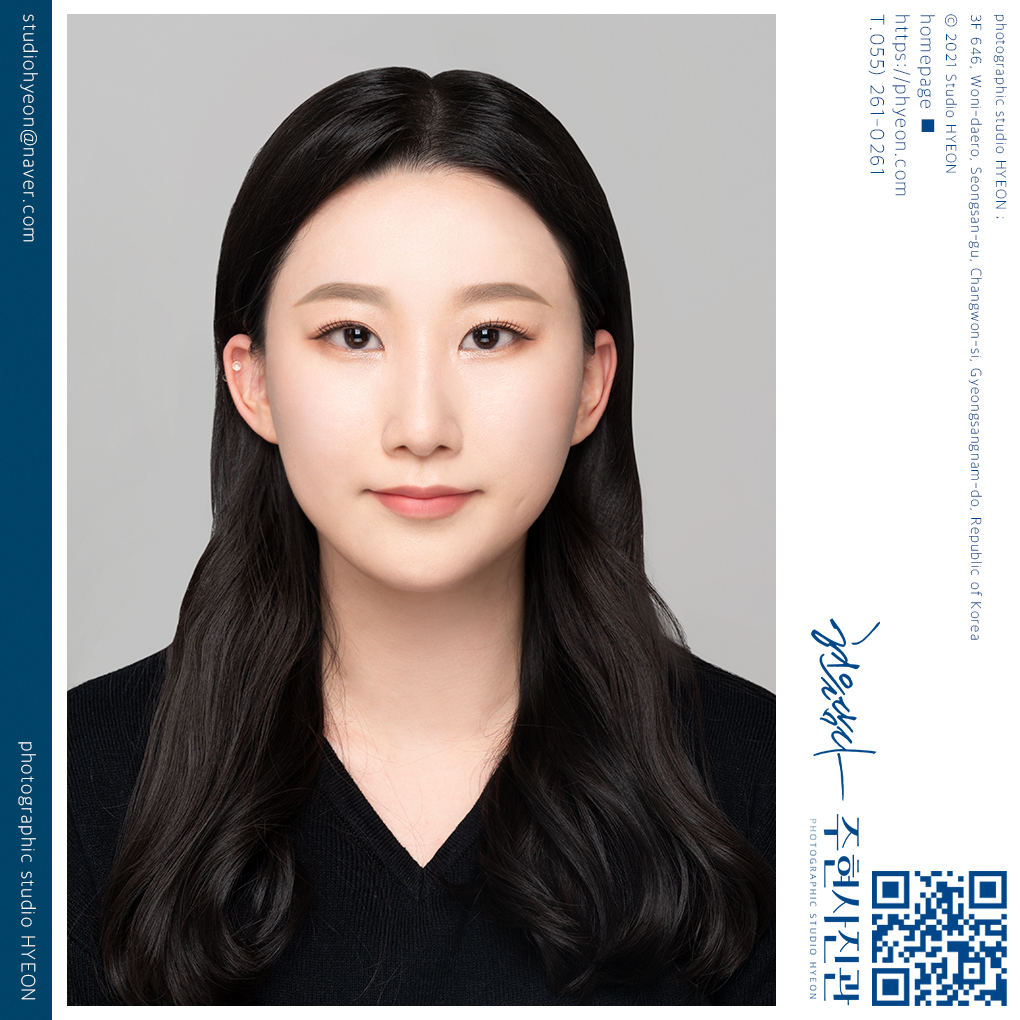 studiohyeon@naver.com
photographic studio HYEON
photographic studio HYEON ;
3F 646, Woni-daero, Seongsan-gu, Changwon-si, Gyeongsangnam-do, Republic of Korea
© 2021 Studio HYEON
homepage ■
https://phyeon.com
T.055) 261-0261
주현사진관
PHOTOGRAPHIC STUDIO HYEON